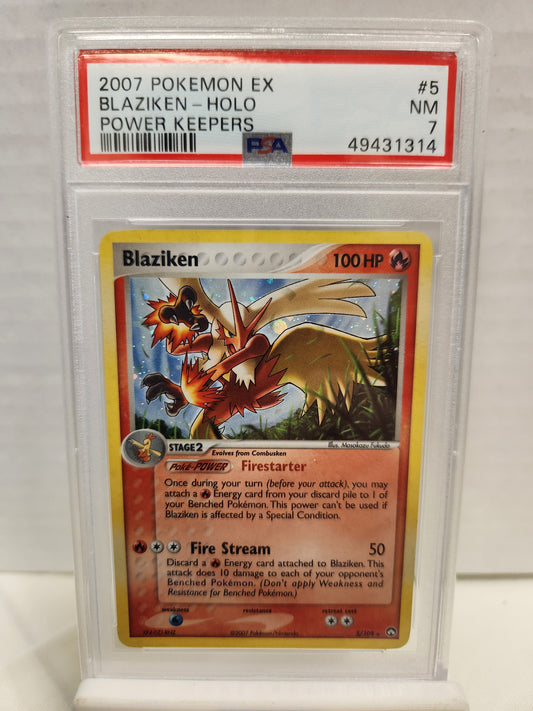 2007 POKEMON EX #5
BLAZIKEN – HOLO NM
POWER KEEPERS 7
PSA 49431314
Blaziken 100 HP
Illus. Masakazu Fukuda
STAGE 2 Evolves from Combusken
Poké-POWER Firestarter
Once during your turn (before your attack), you may
attach a Energy card from your discard pile to 1 of
your Benched Pokémon. This power can't be used if
Blaziken is affected by a Special Condition.
Fire Stream 50
Discard a Energy card attached to Blaziken. This
attack does 10 damage to each of your opponent's
Benched Pokémon. (Don't apply Weakness and
Resistance for Benched Pokémon.)
weakness resistance retreat cost
©2007 Pokémon/Nintendo 5/108